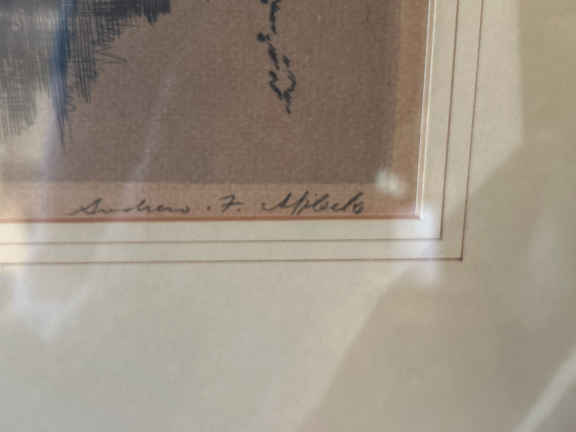 Andrew . F. Affleck